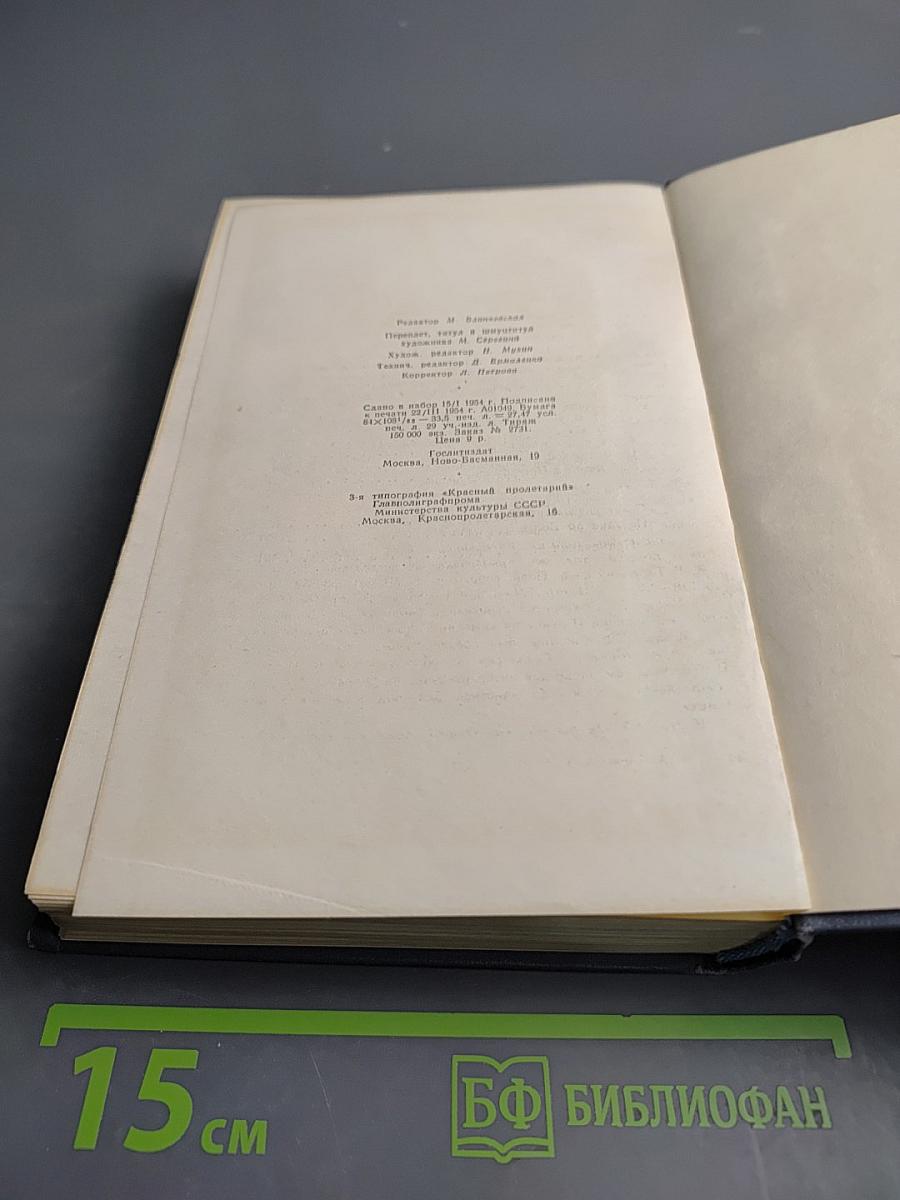 Редактор М.
Переплет, титул и шмуцтитул
художника М. Серегина
Худож. редактор Н. Мухин
Технич. редактор Л. Ермоленко
Корректор Л. Петрова
Сдано в набор 15/I 1954 г. Подписано
к печати 22/III 1954 г. А01049. Бумага
84×108¹/₃₂ — 33,5 печ. л. = 27,47 усл.
печ. л. 29 уч.-изд. л. Тираж
150 000 экз. Заказ № 2731.
Цена 9 р.
Гослитиздат
Москва, Ново-Басманная, 19
3-я типография «Красный пролетарий»
Главполиграфпрома
Министерства культуры СССР.
Москва, Краснопролетарская, 16.
15 см
БФ БИБЛИОФАН